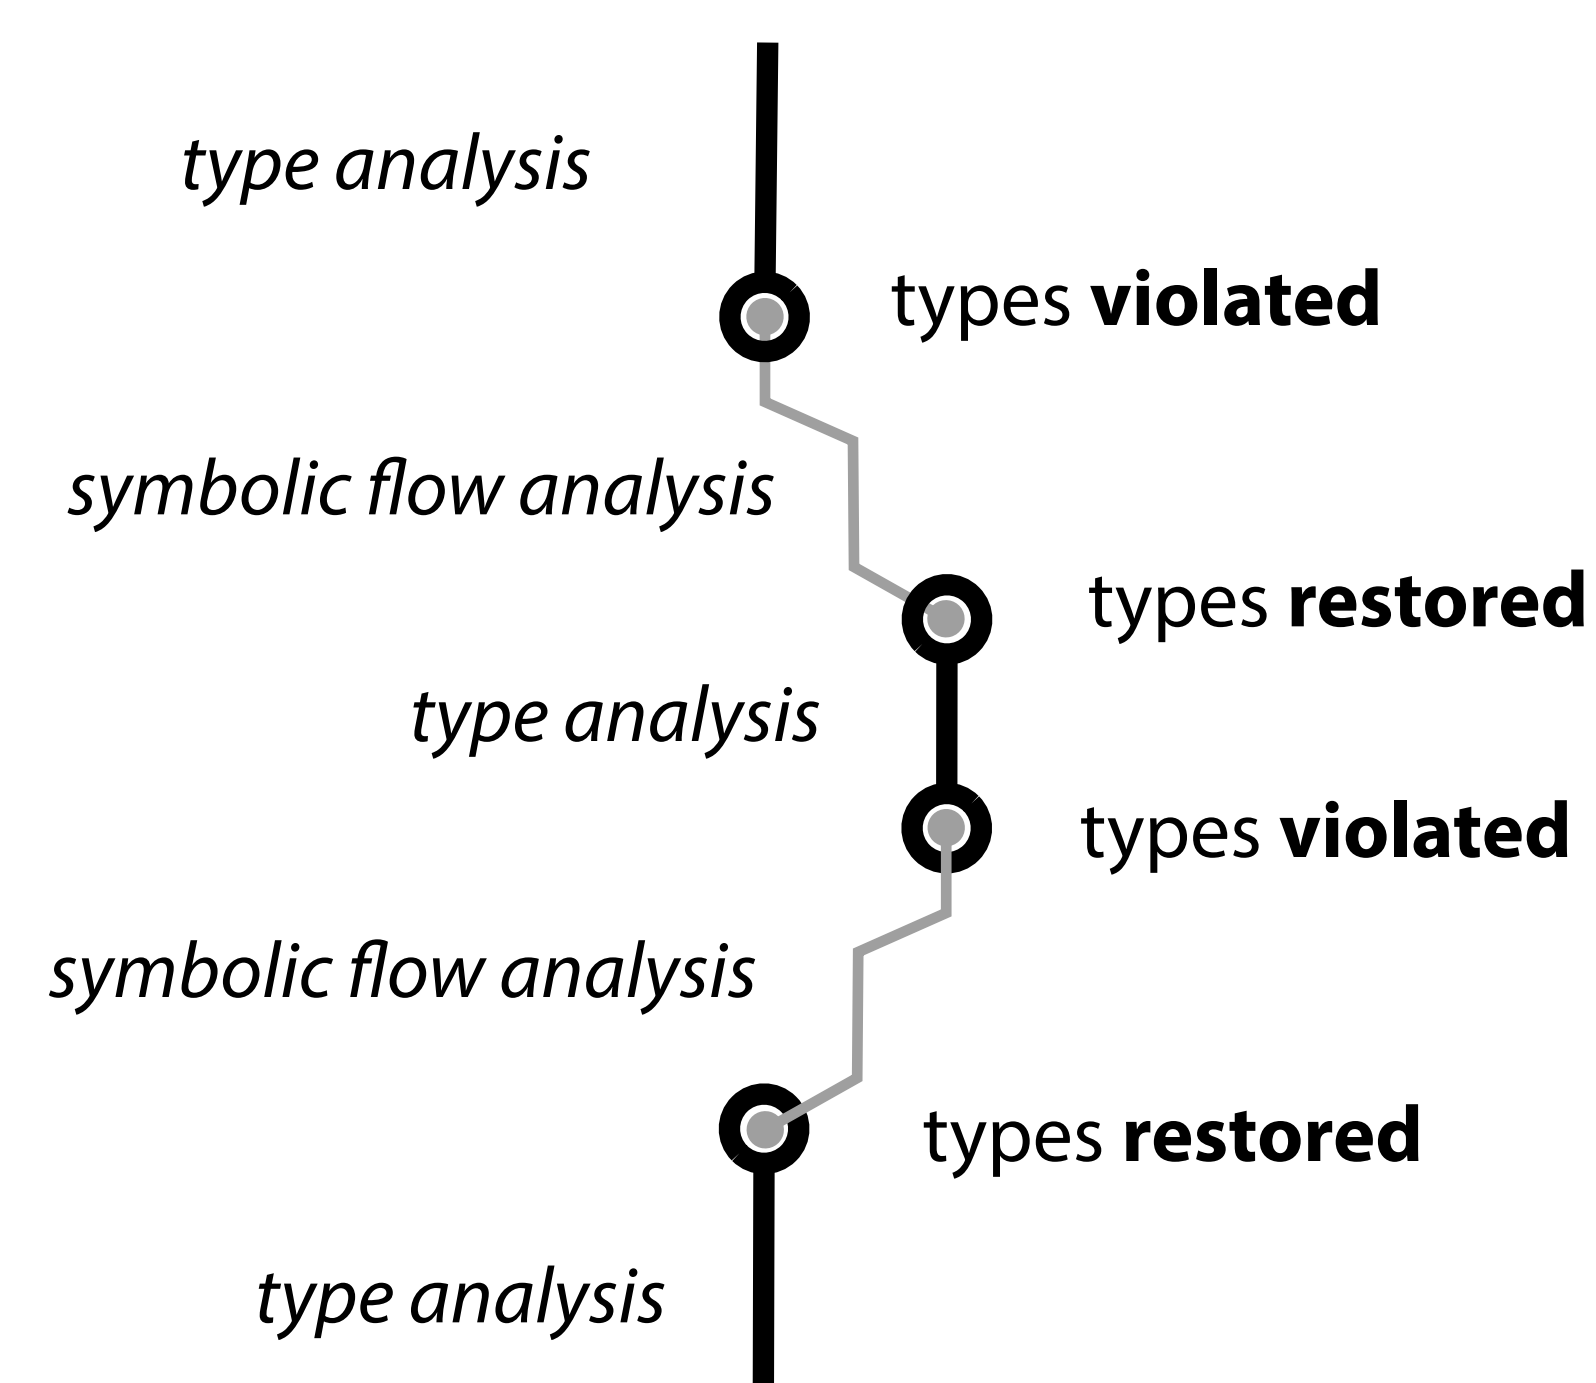 type analysis
types violated
symbolic flow analysis
types restored
type analysis
types violated
symbolic flow analysis
types restored
type analysis